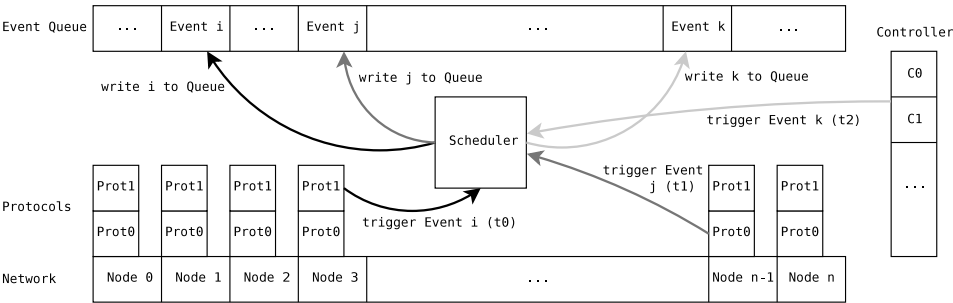 Event Queue ... Event i ... Event j ... Event k ...
Controller
write i to Queue
write j to Queue
write k to Queue
C0
C1
...
trigger Event k (t2)
Scheduler
trigger Event
j (t1)
trigger Event i (t0)
Protocols
Prot1 Prot1 Prot1 Prot1 Prot1 Prot1
Prot0 Prot0 Prot0 Prot0 Prot0 Prot0
Network Node 0 Node 1 Node 2 Node 3 ... Node n-1 Node n